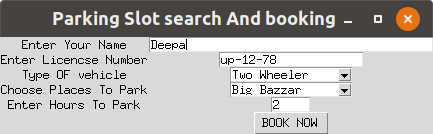 Parking Slot search And booking
Enter Your Name Deepa
Enter Licencse Number up-12-78
Type OF vehicle Two Wheeler
Choose Places To Park Big Bazzar
Enter Hours To Park 2
BOOK NOW